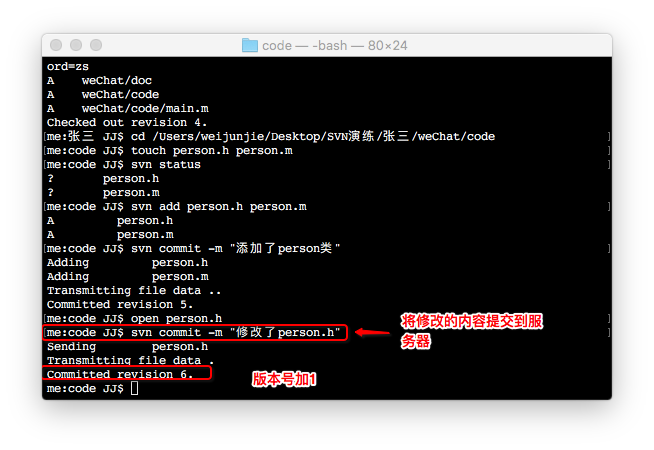 code — -bash — 80×24
ord=zs
A    weChat/doc
A    weChat/code
A    weChat/code/main.m
Checked out revision 4.
[me:张三 JJ$ cd /Users/weijunjie/Desktop/SVN演练/张三/weChat/code ]
[me:code JJ$ touch person.h person.m ]
[me:code JJ$ svn status ]
?       person.h
?       person.m
[me:code JJ$ svn add person.h person.m ]
A         person.h
A         person.m
[me:code JJ$ svn commit -m "添加了person类" ]
Adding         person.h
Adding         person.m
Transmitting file data ..
Committed revision 5.
[me:code JJ$ open person.h ]
[me:code JJ$ svn commit -m "修改了person.h" ]
将修改的内容提交到服
务器
Sending        person.h
Transmitting file data .
Committed revision 6.
版本号加1
me:code JJ$